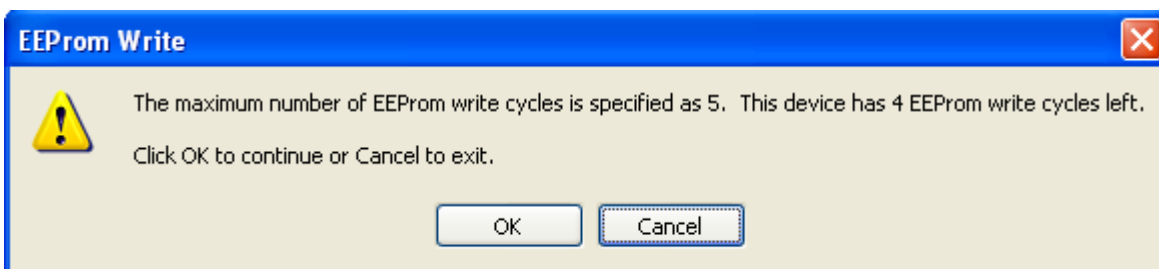 EEProm Write
The maximum number of EEProm write cycles is specified as 5.  This device has 4 EEProm write cycles left.
Click OK to continue or Cancel to exit.
OK
Cancel